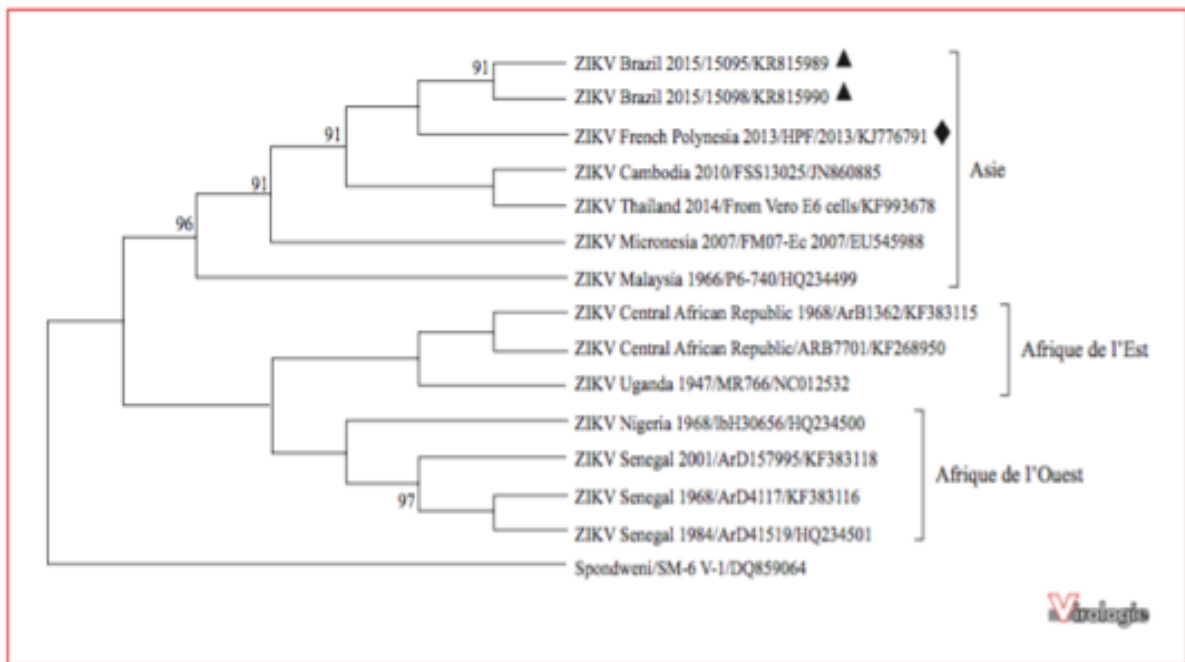 91
ZIKV Brazil 2015/15095/KR815989 ▲
ZIKV Brazil 2015/15098/KR815990 ▲
91
ZIKV French Polynesia 2013/HPF/2013/KJ776791 ◆
ZIKV Cambodia 2010/FSS13025/JN860885
Asie
91
ZIKV Thailand 2014/From Vero E6 cells/KF993678
96
ZIKV Micronesia 2007/FM07-Ec 2007/EU545988
ZIKV Malaysia 1966/P6-740/HQ234499
ZIKV Central African Republic 1968/ArB1362/KF383115
ZIKV Central African Republic/ARB7701/KF268950
Afrique de l'Est
ZIKV Uganda 1947/MR766/NC012532
ZIKV Nigeria 1968/IbH30656/HQ234500
ZIKV Senegal 2001/ArD157995/KF383118
Afrique de l'Ouest
97
ZIKV Senegal 1968/ArD4117/KF383116
ZIKV Senegal 1984/ArD41519/HQ234501
Spondweni/SM-6 V-1/DQ859064
Virologie